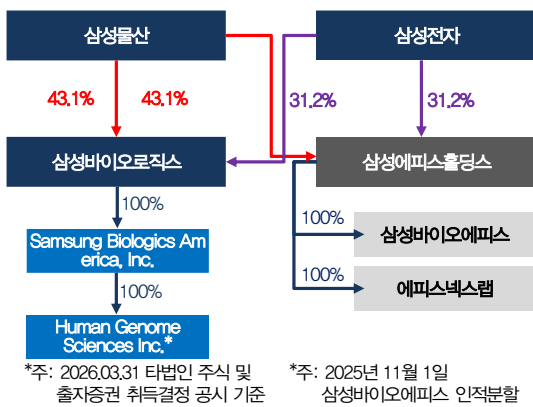 삼성물산
삼성전자
43.1%
43.1%
31.2%
31.2%
삼성바이오로직스
삼성에피스홀딩스
100%
Samsung Biologics Am
erica, Inc.
100%
삼성바이오에피스
100%
에피스넥스랩
100%
Human Genome
Sciences Inc.*
*주: 2026.03.31 타법인 주식 및
출자증권 취득결정 공시 기준
*주: 2025년 11월 1일
삼성바이오에피스 인적분할